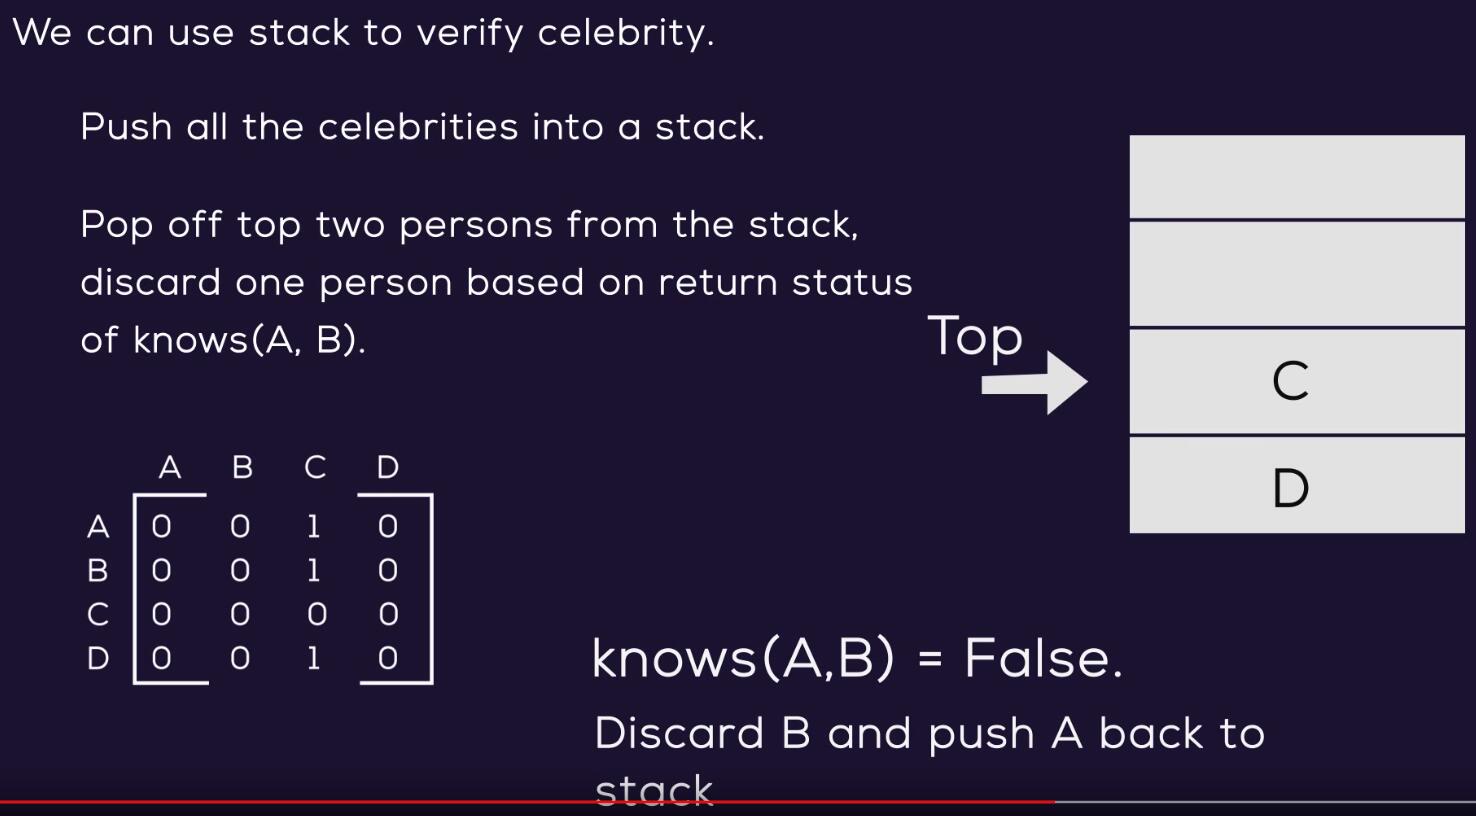 We can use stack to verify celebrity.
Push all the celebrities into a stack.
Pop off top two persons from the stack,
discard one person based on return status
of knows(A, B).
Top
C
D
A B C D
A 0 0 1 0
B 0 0 1 0
C 0 0 0 0
D 0 0 1 0
knows(A,B) = False.
Discard B and push A back to
stack